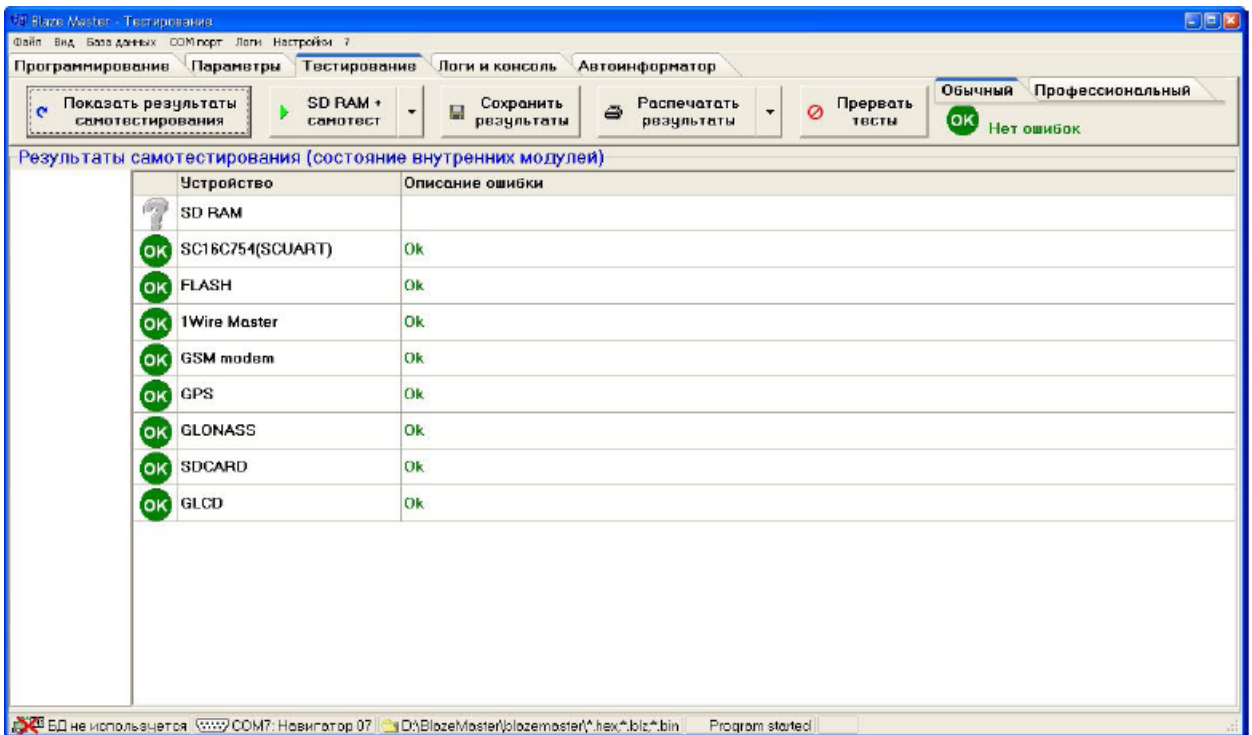 Blaze Master - Тестирование
Файл Вид База данных COM порт Логи Настройки ?
Программирование Параметры Тестирование Логи и консоль Автоинформатор
Показать результаты самотестирования
SD RAM + самотест
Сохранить результаты
Распечатать результаты
Прервать тесты
Обычный Профессиональный
OK Нет ошибок
Результаты самотестирования (состояние внутренних модулей)
Устройство Описание ошибки
? SD RAM
OK SC16C754(SCUART) Ok
OK FLASH Ok
OK 1Wire Master Ok
OK GSM modem Ok
OK GPS Ok
OK GLONASS Ok
OK SDCARD Ok
OK GLCD Ok
БД не используется COM7: Навигатор 07 D:\BlazeMaster\blazemaster\*.hex;*.blz;*.bin Program started